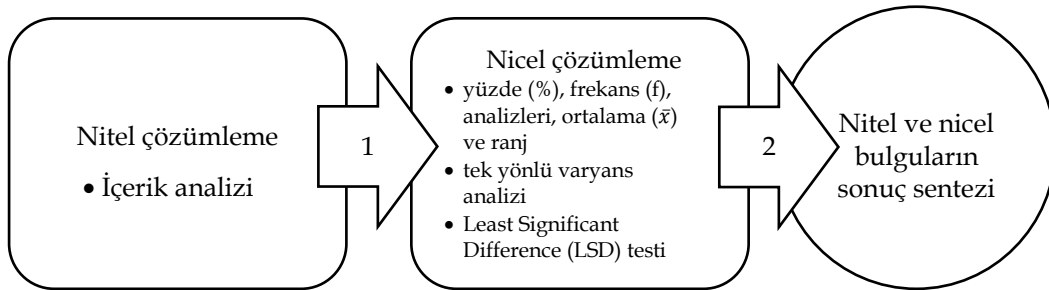 Nitel çözümleme
• İçerik analizi
1
Nicel çözümleme
• yüzde (%), frekans (f),
analizleri, ortalama (x̄)
ve ranj
• tek yönlü varyans
analizi
• Least Significant
Difference (LSD) testi
2
Nitel ve nicel
bulguların
sonuç sentezi